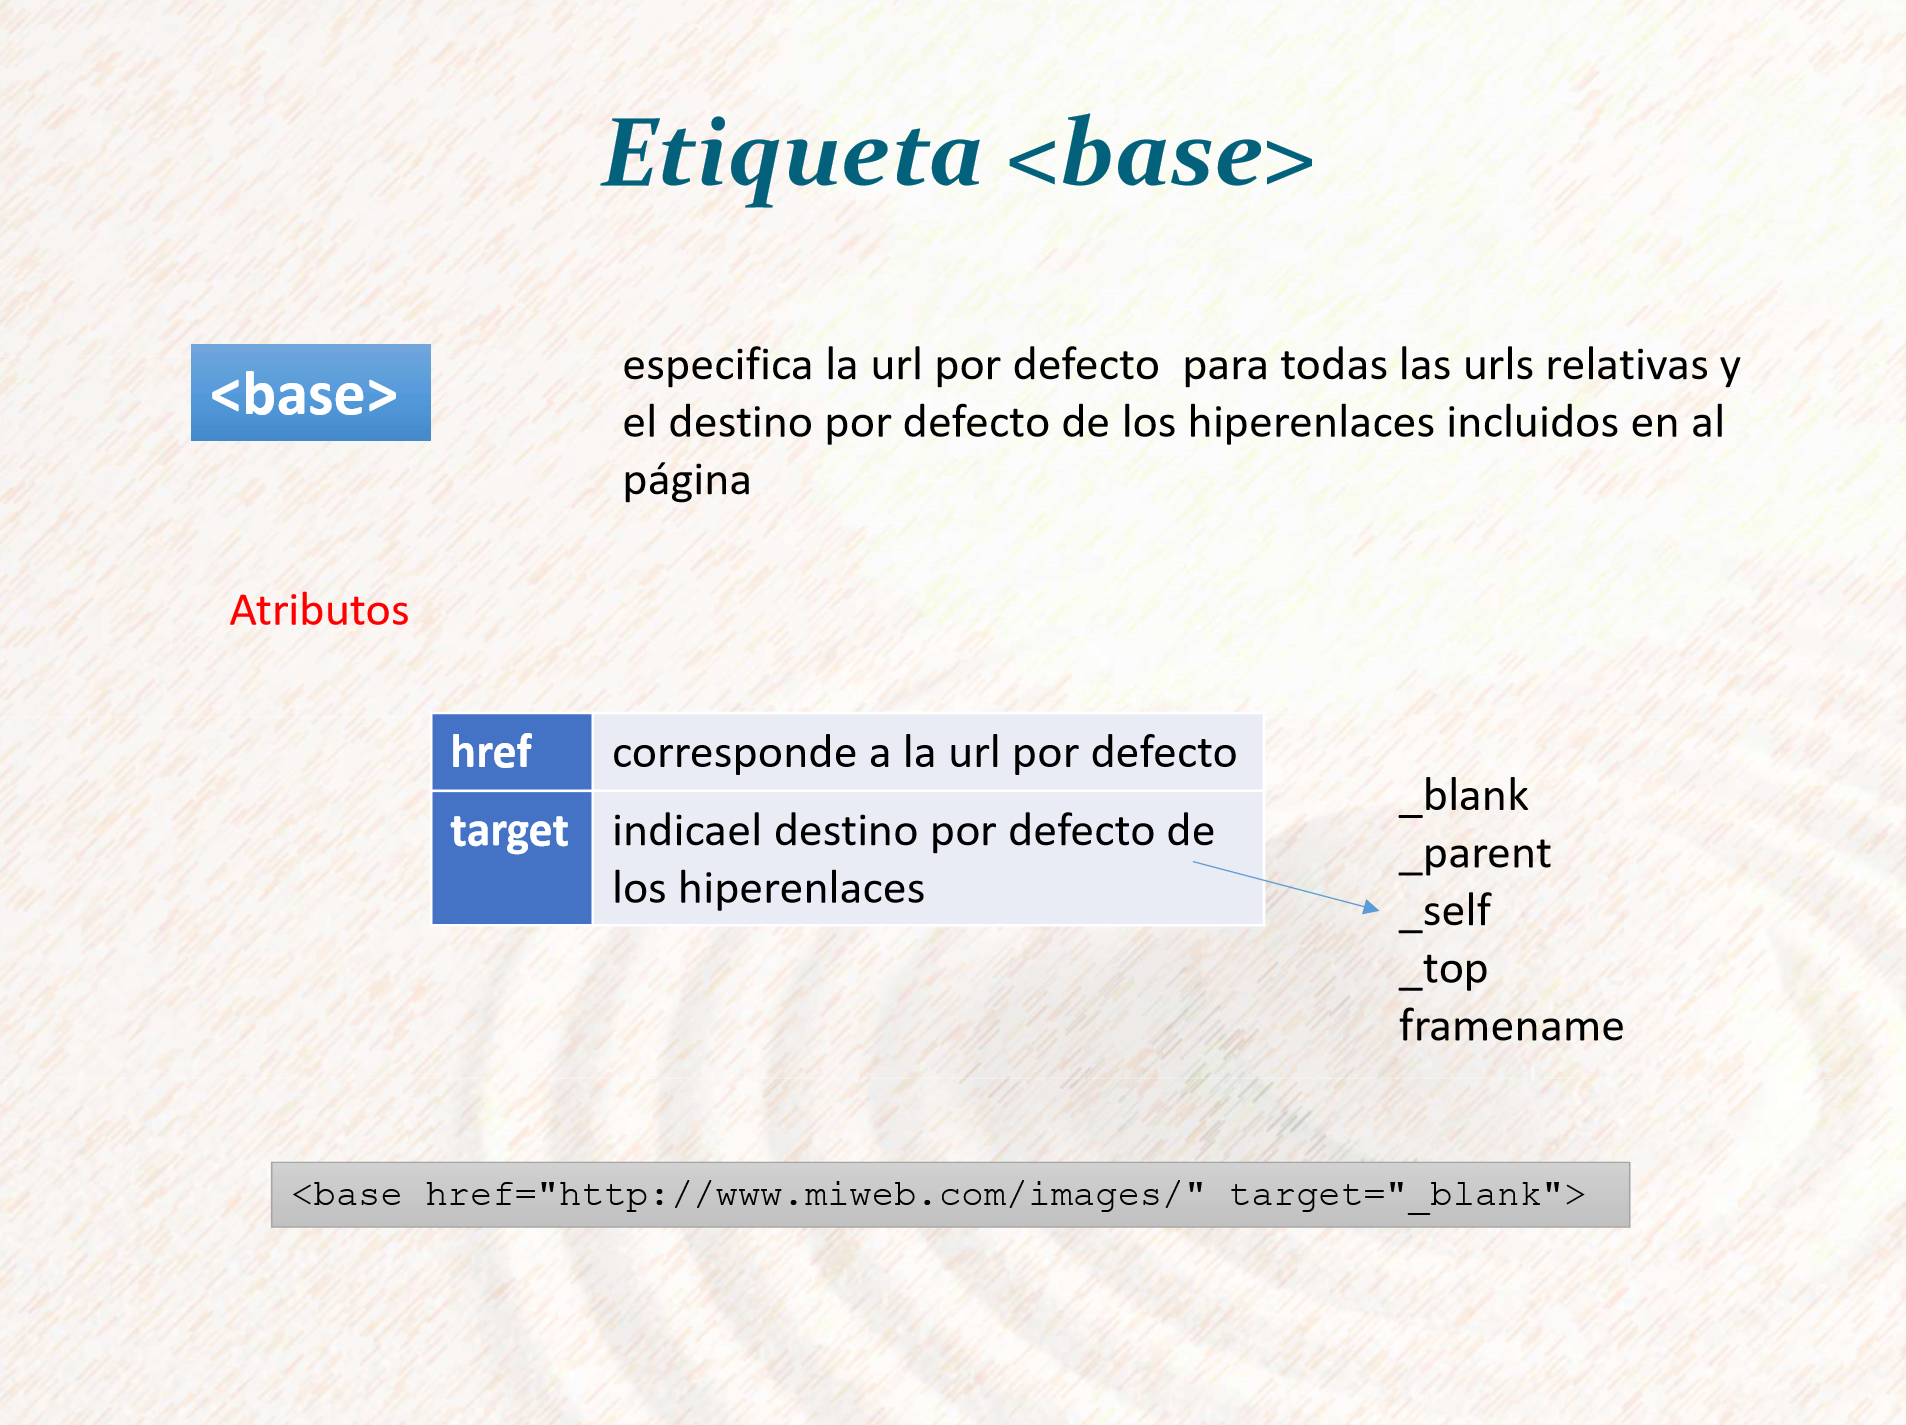 Etiqueta <base>
<base>
especifica la url por defecto  para todas las urls relativas y
el destino por defecto de los hiperenlaces incluidos en al
página
Atributos
href corresponde a la url por defecto
target indicael destino por defecto de
los hiperenlaces
_blank
_parent
_self
_top
framename
<base href="http://www.miweb.com/images/" target="_blank">